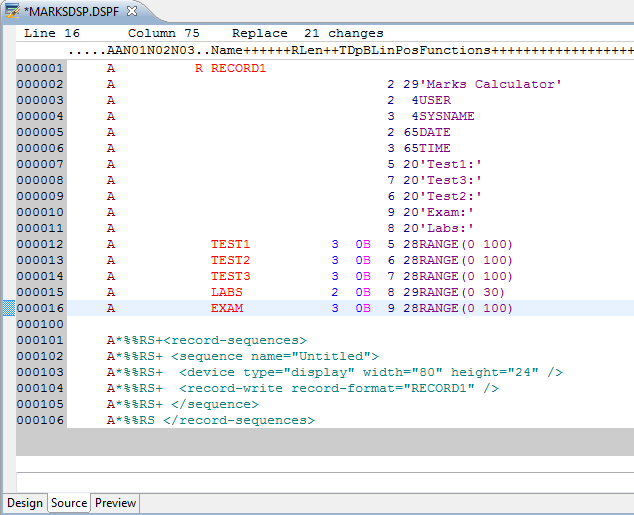 *MARKSDSP.DSPF
Line 16      Column 75    Replace   21 changes
.....AAN01N02N03..Name++++++RLen++TDpBLinPosFunctions++++++++++++++++++
000001     A          R RECORD1
000002     A                                  2 29'Marks Calculator'
000003     A                                  2  4USER
000004     A                                  3  4SYSNAME
000005     A                                  2 65DATE
000006     A                                  3 65TIME
000007     A                                  5 20'Test1:'
000008     A                                  7 20'Test3:'
000009     A                                  6 20'Test2:'
000010     A                                  9 20'Exam:'
000011     A                                  8 20'Labs:'
000012     A            TEST1          3  0B  5 28RANGE(0 100)
000013     A            TEST2          3  0B  6 28RANGE(0 100)
000014     A            TEST3          3  0B  7 28RANGE(0 100)
000015     A            LABS           2  0B  8 29RANGE(0 30)
000016     A            EXAM           3  0B  9 28RANGE(0 100)
000100
000101     A*%%RS+<record-sequences>
000102     A*%%RS+ <sequence name="Untitled">
000103     A*%%RS+  <device type="display" width="80" height="24" />
000104     A*%%RS+  <record-write record-format="RECORD1" />
000105     A*%%RS+ </sequence>
000106     A*%%RS </record-sequences>
Design Source Preview